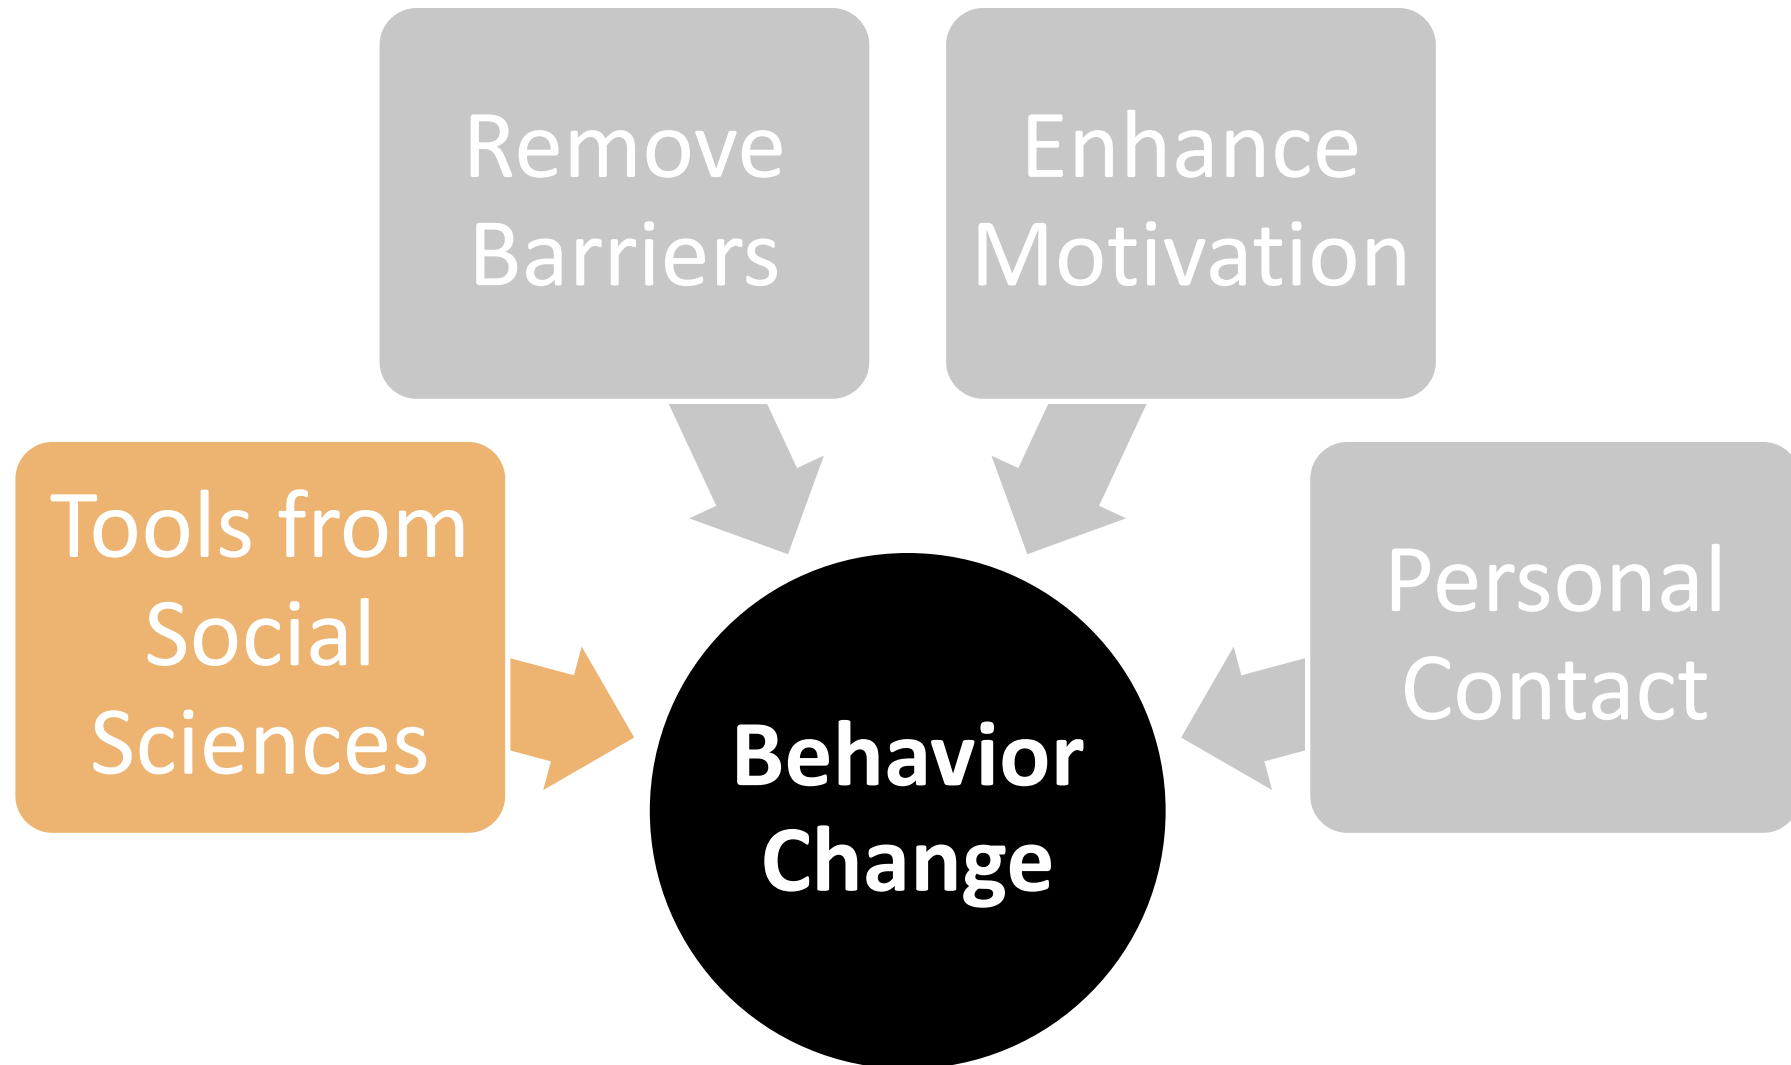 Remove
Barriers
Enhance
Motivation
Tools from
Social
Sciences
Personal
Contact
Behavior
Change